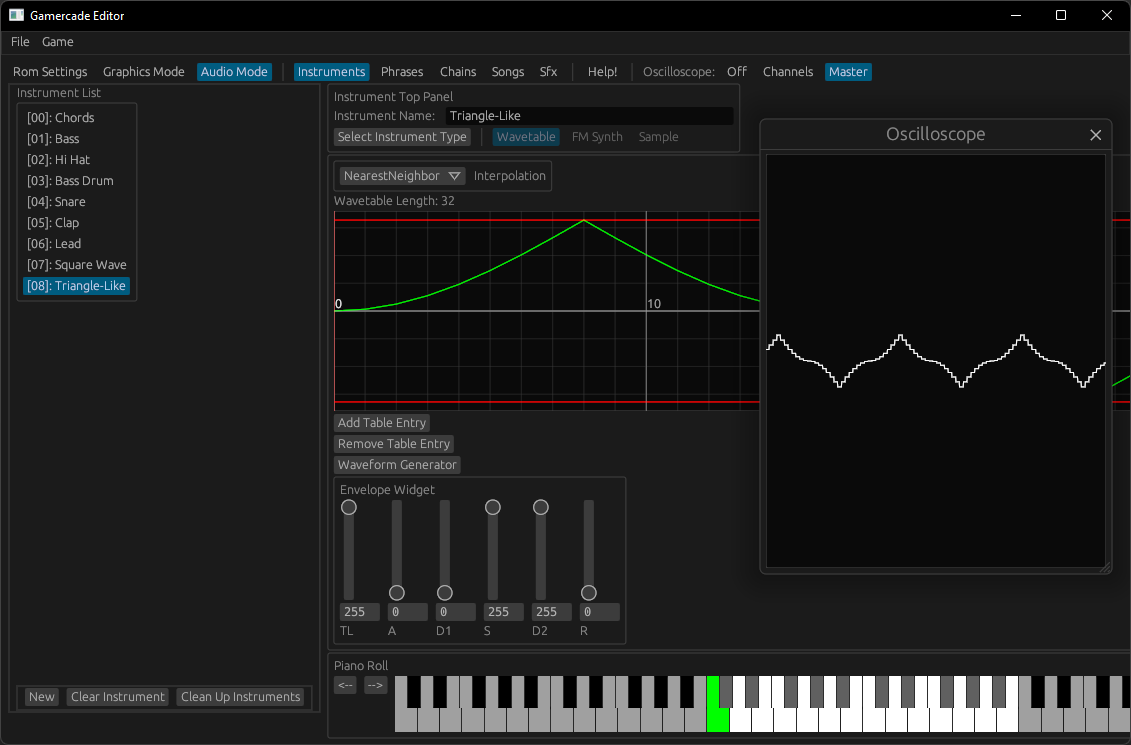 Gamercade Editor
File Game
Rom Settings Graphics Mode Audio Mode Instruments Phrases Chains Songs Sfx Help! Oscilloscope: Off Channels Master
Instrument List
[00]: Chords
[01]: Bass
[02]: Hi Hat
[03]: Bass Drum
[04]: Snare
[05]: Clap
[06]: Lead
[07]: Square Wave
[08]: Triangle-Like
New Clear Instrument Clean Up Instruments
Instrument Top Panel
Instrument Name: Triangle-Like
Select Instrument Type Wavetable FM Synth Sample
NearestNeighbor Interpolation
Wavetable Length: 32
0 10
Add Table Entry
Remove Table Entry
Waveform Generator
Envelope Widget
255 0 0 255 255 0
TL A D1 S D2 R
Oscilloscope
Piano Roll
<-- -->